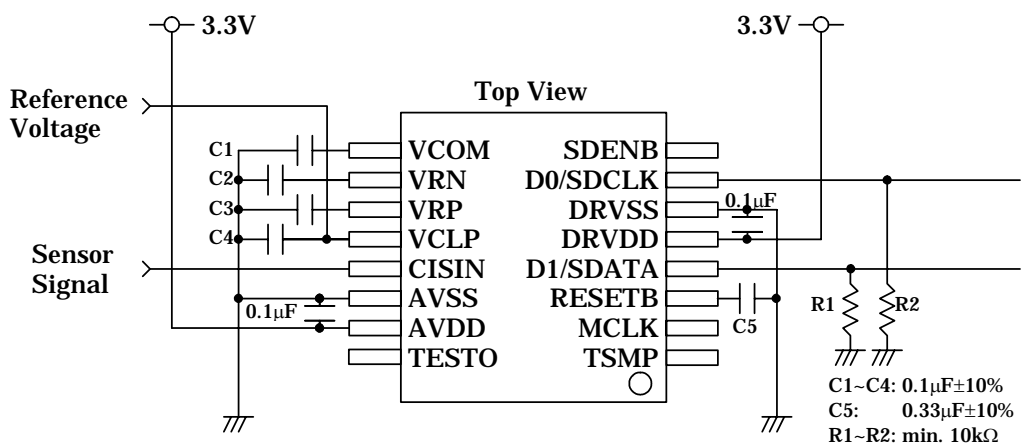 3.3V
3.3V
Reference
Voltage
Top View
C1
VCOM
SDENB
C2
VRN
D0/SDCLK
C3
VRP
DRVSS
0.1μF
C4
VCLP
DRVDD
Sensor
Signal
CISIN
D1/SDATA
0.1μF
AVSS
RESETB
C5
R1
R2
AVDD
MCLK
TESTO
TSMP
C1~C4: 0.1μF±10%
C5: 0.33μF±10%
R1~R2: min. 10kΩ